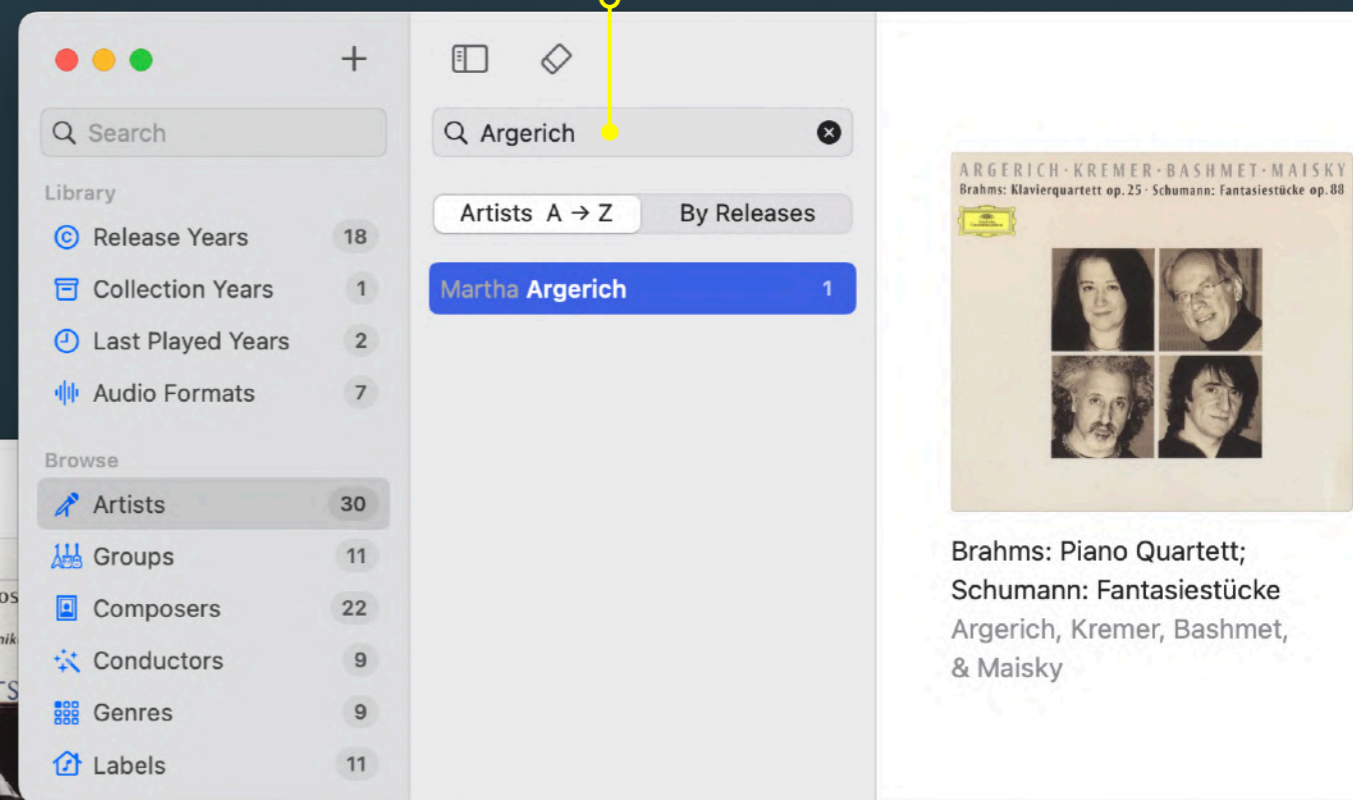 Search
Library
Release Years 18
Collection Years 1
Last Played Years 2
Audio Formats 7
Browse
Artists 30
Groups 11
Composers 22
Conductors 9
Genres 9
Labels 11
Argerich
Artists A → Z By Releases
Martha Argerich 1
ARGERICH·KREMER·BASHMET·MAISKY
Brahms: Klavierquartett op. 25 · Schumann: Fantasiestücke op. 88
Brahms: Piano Quartett;
Schumann: Fantasiestücke
Argerich, Kremer, Bashmet,
& Maisky